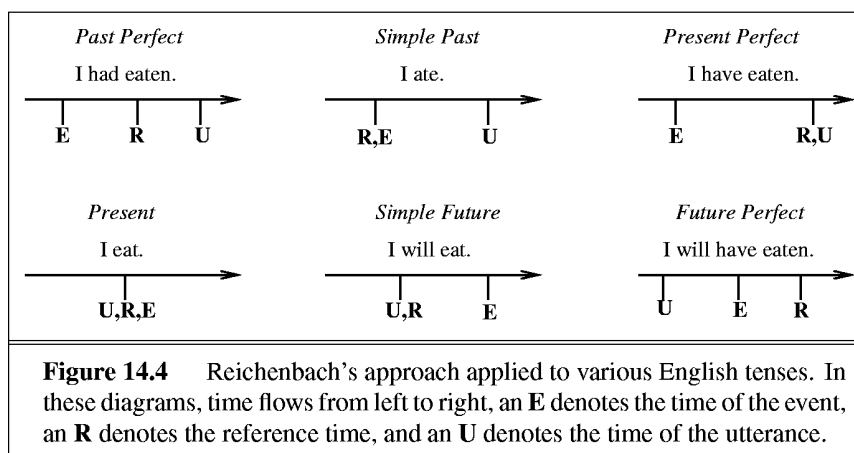 Past Perfect
I had eaten.
E R U
Simple Past
I ate.
R,E U
Present Perfect
I have eaten.
E R,U
Present
I eat.
U,R,E
Simple Future
I will eat.
U,R E
Future Perfect
I will have eaten.
U E R
Figure 14.4 Reichenbach's approach applied to various English tenses. In
these diagrams, time flows from left to right, an E denotes the time of the event,
an R denotes the reference time, and an U denotes the time of the utterance.